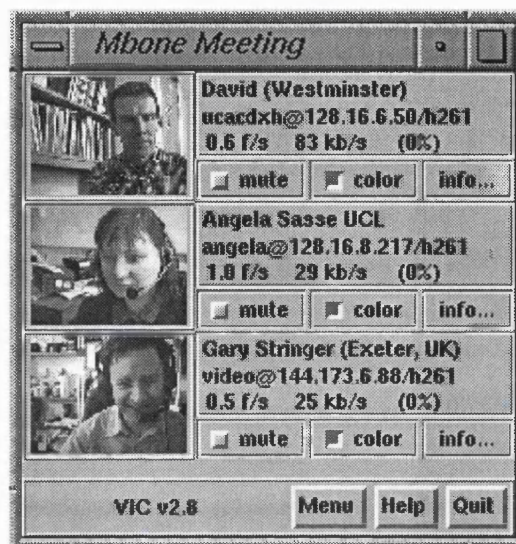 Mbone Meeting
David (Westminster)
ucacdxh@128.16.6.50/h261
0.6 f/s 83 kb/s (0%)
mute color info...
Angela Sasse UCL
angela@128.16.8.217/h261
1.0 f/s 29 kb/s (0%)
mute color info...
Gary Stringer (Exeter, UK)
video@144.173.6.88/h261
0.5 f/s 25 kb/s (0%)
mute color info...
VIC v2.8 Menu Help Quit